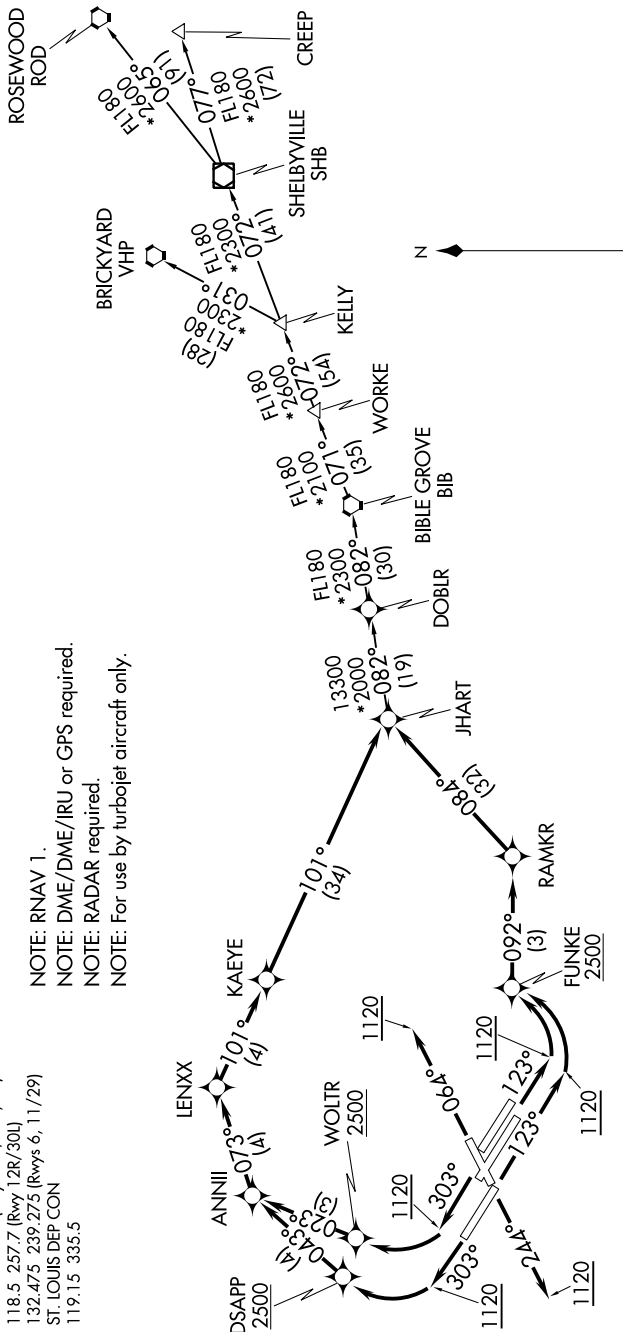 118.5 257.7 (Rwy 12R/30L)
132.475 239.275 (Rwys 6, 11/29)
ST. LOUIS DEP CON
119.15 335.5
NOTE: RNAV 1.
NOTE: DME/DME/IRU or GPS required.
NOTE: RADAR required.
NOTE: For use by turbojet aircraft only.
ROSEWOOD
ROD
CREEP
FL180
*2600
065°
(91)
077°
FL180
*2600
(72)
SHELBYVILLE
SHB
BRICKYARD
VHP
FL180
*2300
072°
(41)
031°
*2300
FL180
(28)
KELLY
N
FL180
*2600
072°
(54)
WORKE
FL180
*2100
071°
(35)
BIBLE GROVE
BIB
FL180
*2300
082°
(30)
DOBLR
13300
*2000
082°
(19)
JHART
101°
(34)
084°
(32)
RAMKR
KAEYE
092°
(3)
FUNKE
2500
LENXX
101°
(4)
073°
(4)
ANNII
WOLTR
2500
023°
(3)
043°
(4)
DSAPP
2500
1120
064°
1120
123°
123°
1120
303°
1120
303°
1120
244°
1120